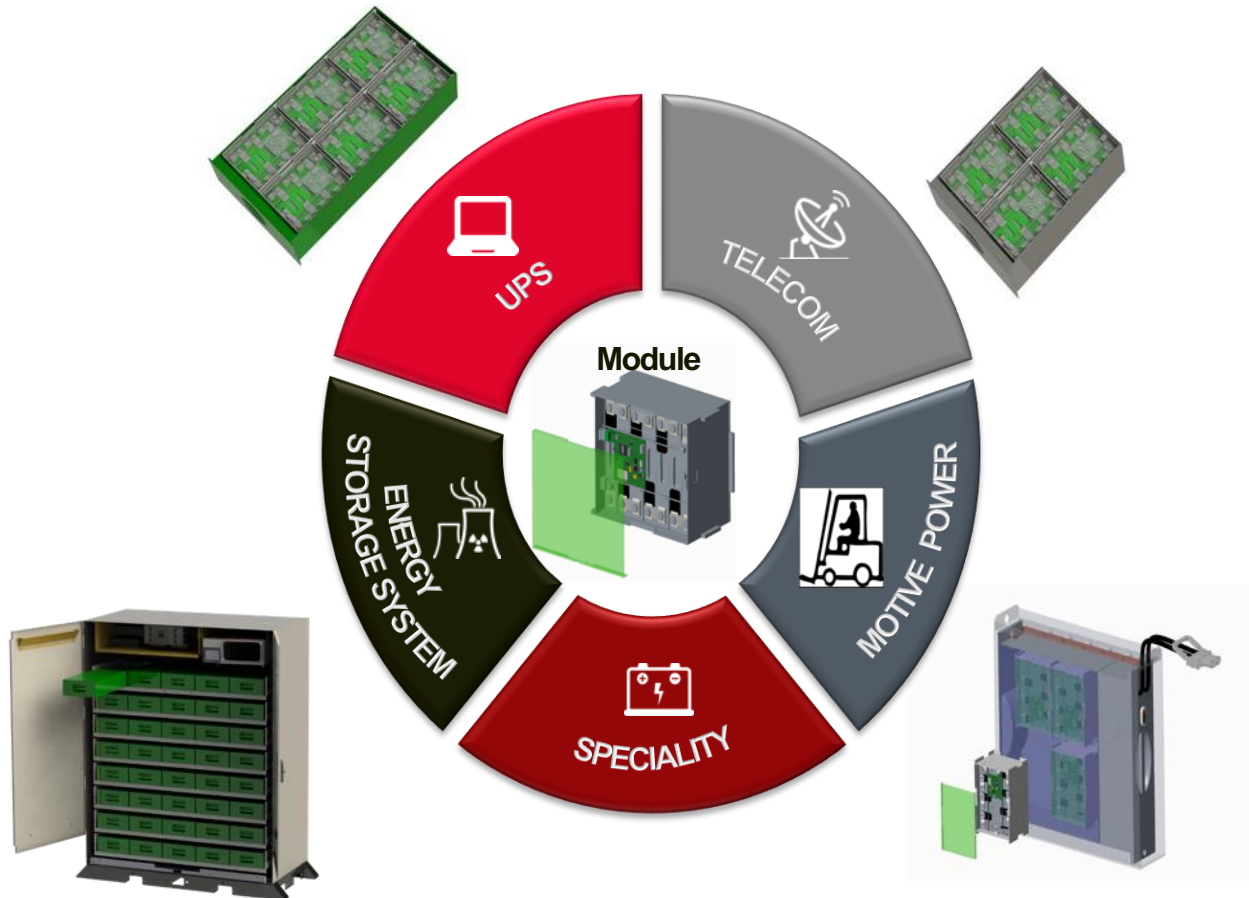 UPS
TELECOM
Module
ENERGY
STORAGE SYSTEM
MOTIVE POWER
SPECIALITY